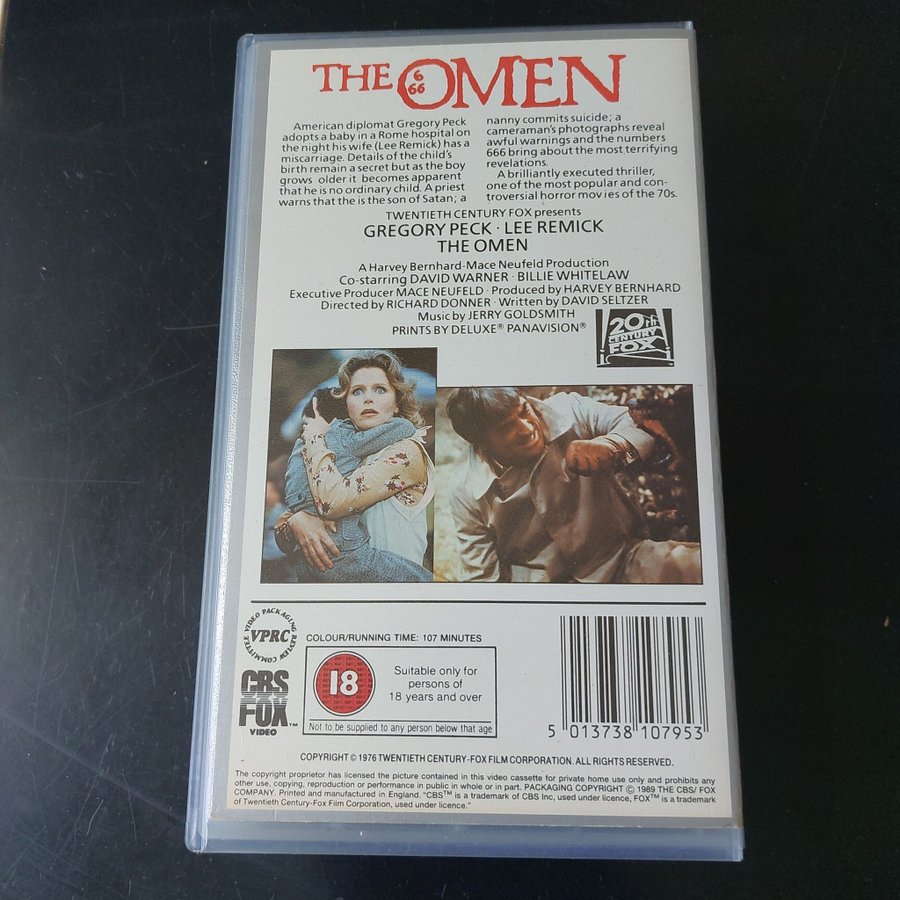 THE OMEN
6
66
American diplomat Gregory Peck
adopts a baby in a Rome hospital on
the night his wife (Lee Remick) has a
miscarriage. Details of the child's
birth remain a secret but as the boy
grows older it becomes apparent
that he is no ordinary child. A priest
warns that the is the son of Satan; a
nanny commits suicide; a
cameraman's photographs reveal
awful warnings and the numbers
666 bring about the most terrifying
revelations.
A brilliantly executed thriller,
one of the most popular and con-
troversial horror movies of the 70s.
TWENTIETH CENTURY FOX presents
GREGORY PECK · LEE REMICK
THE OMEN
A Harvey Bernhard-Mace Neufeld Production
Co-starring DAVID WARNER · BILLIE WHITELAW
Executive Producer MACE NEUFELD · Produced by HARVEY BERNHARD
Directed by RICHARD DONNER · Written by DAVID SELTZER
Music by JERRY GOLDSMITH
PRINTS BY DELUXE® PANAVISION®
20th
CENTURY
FOX
VIDEO PACKAGING REVIEW COMMITTEE
VPRC
COLOUR/RUNNING TIME: 107 MINUTES
CBS
FOX™
VIDEO
18
Suitable only for
persons of
18 years and over
Not to be supplied to any person below that age
5 013738 107953
COPYRIGHT © 1976 TWENTIETH CENTURY-FOX FILM CORPORATION. ALL RIGHTS RESERVED.
The copyright proprietor has licensed the picture contained in this video cassette for private home use only and prohibits any
other use, copying, reproduction or performance in public in whole or in part. PACKAGING COPYRIGHT © 1989 THE CBS/ FOX
COMPANY. Printed and manufactured in England. "CBS™ is a trademark of CBS Inc, used under licence, FOX™ is a trademark
of Twentieth Century-Fox Film Corporation, used under licence."